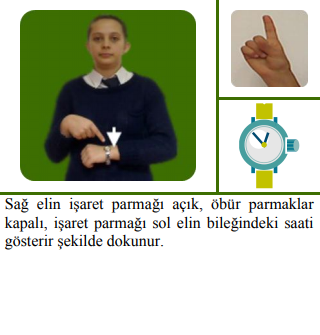 Sağ elin işaret parmağı açık, öbür parmaklar
kapalı, işaret parmağı sol elin bileğindeki saati
gösterir şekilde dokunur.